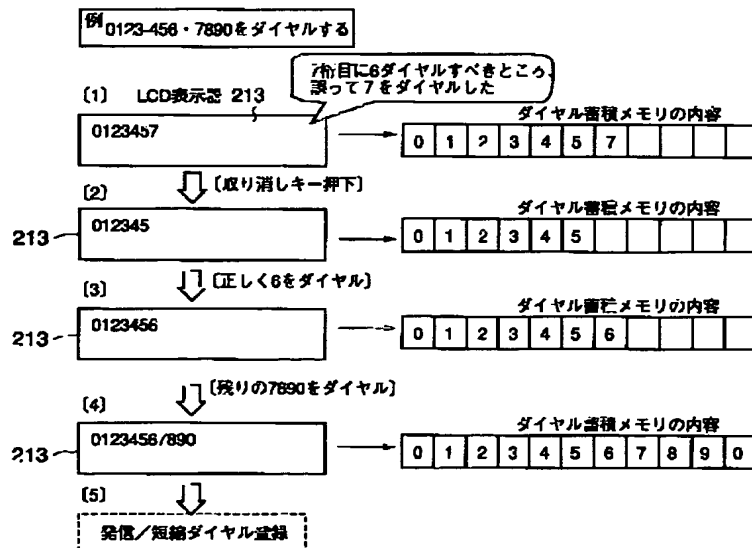 例 0123-456・7890をダイヤルする
7桁目に6ダイヤルすべきところ、
誤って7をダイヤルした
[1] LCD表示器 213
0123457
ダイヤル蓄積メモリの内容
0 1 2 3 4 5 7
[2] [取り消しキー押下]
213
012345
ダイヤル蓄積メモリの内容
0 1 2 3 4 5
[3] [正しく6をダイヤル]
213
0123456
ダイヤル蓄積メモリの内容
0 1 2 3 4 5 6
[4] [残りの7890をダイヤル]
213
0123456/890
ダイヤル蓄積メモリの内容
0 1 2 3 4 5 6 7 8 9 0
[5]
発信/短縮ダイヤル登録